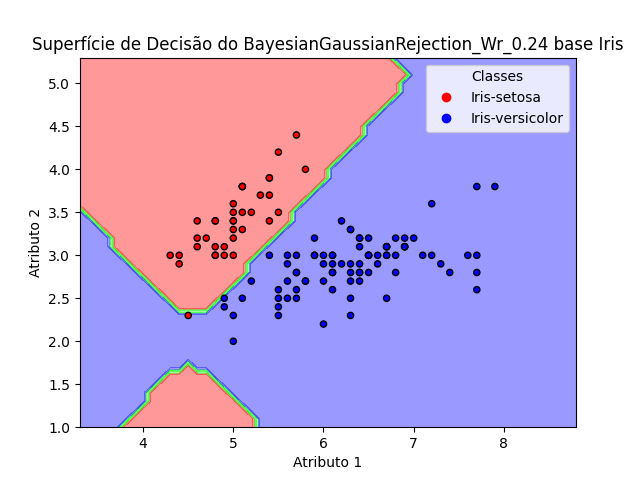 Superfície de Decisão do BayesianGaussianRejection_Wr_0.24 base Iris
Classes
Iris-setosa
Iris-versicolor
Atributo 2
5.0
4.5
4.0
3.5
3.0
2.5
2.0
1.5
1.0
4 5 6 7 8
Atributo 1